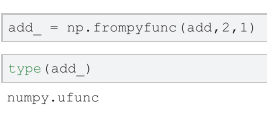 add_ = np.frompyfunc(add,2,1)
type(add_)
numpy.ufunc